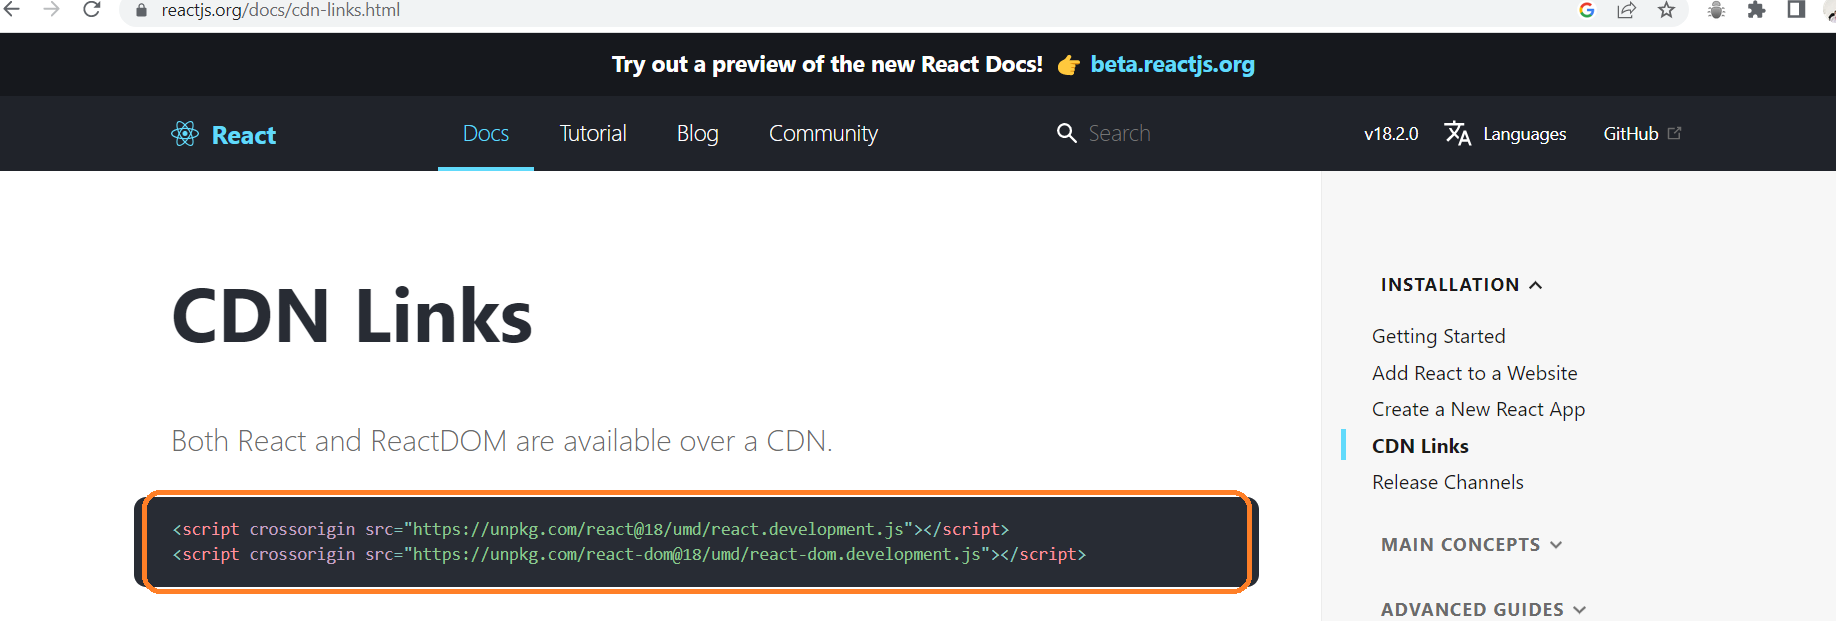 reactjs.org/docs/cdn-links.html
Try out a preview of the new React Docs! 👉 beta.reactjs.org
React
Docs
Tutorial
Blog
Community
Search
v18.2.0
Languages
GitHub
CDN Links
Both React and ReactDOM are available over a CDN.
<script crossorigin src="https://unpkg.com/react@18/umd/react.development.js"></script>
<script crossorigin src="https://unpkg.com/react-dom@18/umd/react-dom.development.js"></script>
INSTALLATION
Getting Started
Add React to a Website
Create a New React App
CDN Links
Release Channels
MAIN CONCEPTS
ADVANCED GUIDES